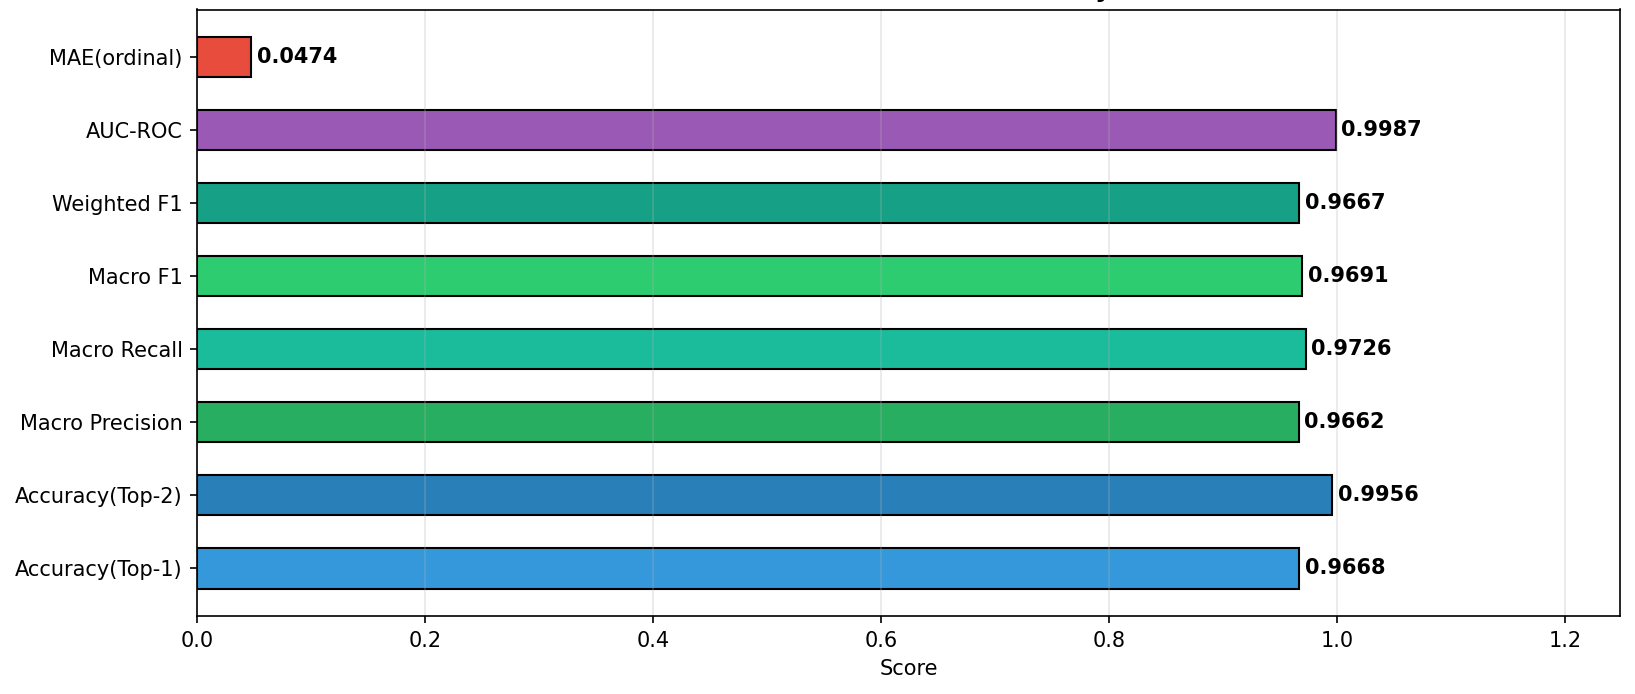 MAE(ordinal) 0.0474
AUC-ROC 0.9987
Weighted F1 0.9667
Macro F1 0.9691
Macro Recall 0.9726
Macro Precision 0.9662
Accuracy(Top-2) 0.9956
Accuracy(Top-1) 0.9668
0.0 0.2 0.4 0.6 0.8 1.0 1.2
Score